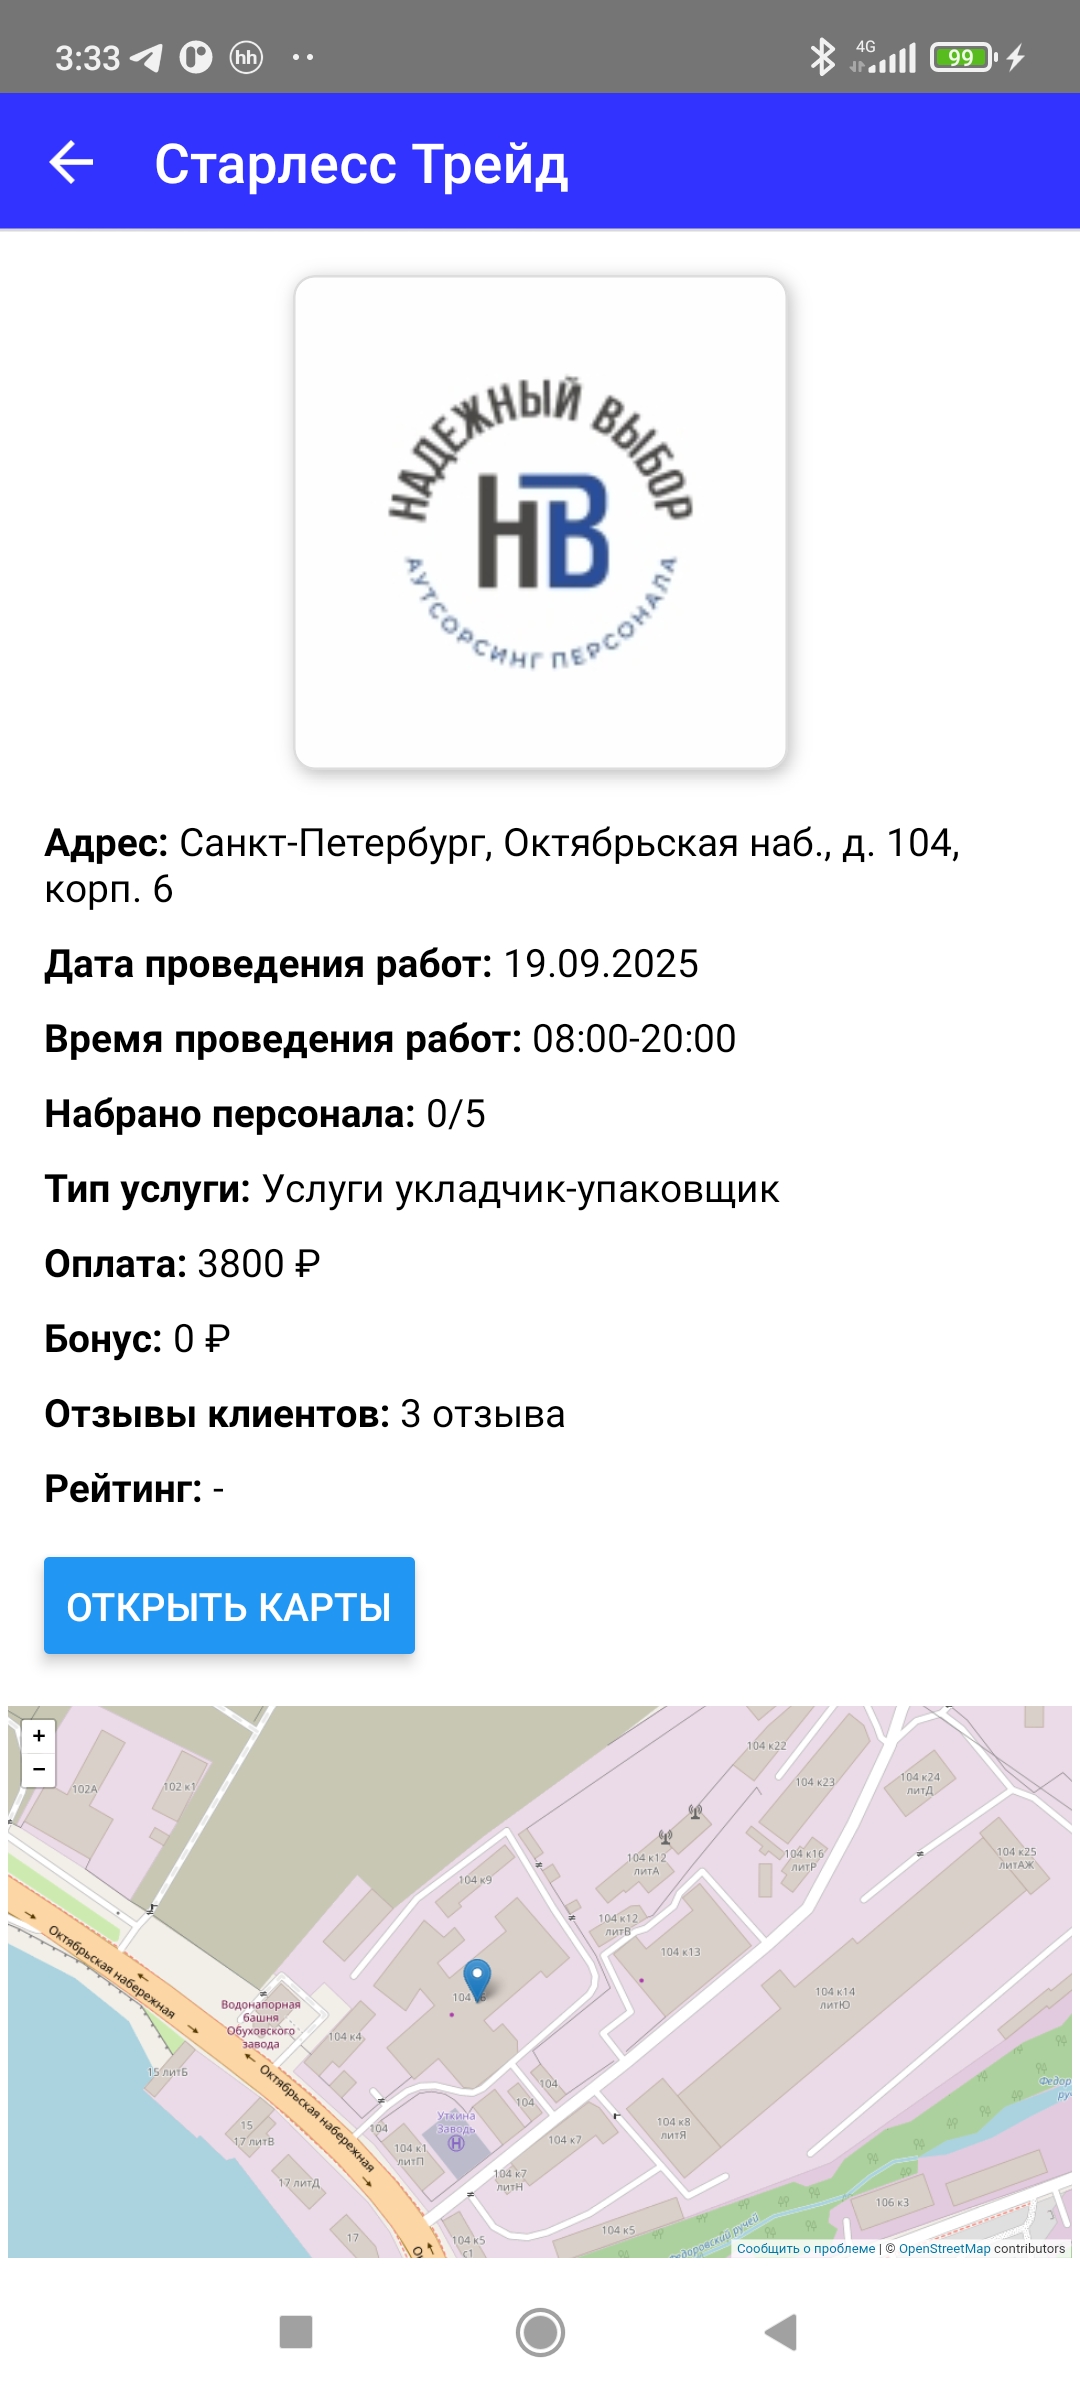 3:33
hh
4G
99
Старлесс Трейд
НАДЕЖНЫЙ ВЫБОР
НВ
АУТСОРСИНГ ПЕРСОНАЛА
Адрес: Санкт-Петербург, Октябрьская наб., д. 104,
корп. 6
Дата проведения работ: 19.09.2025
Время проведения работ: 08:00-20:00
Набрано персонала: 0/5
Тип услуги: Услуги укладчик-упаковщик
Оплата: 3800 ₽
Бонус: 0 ₽
Отзывы клиентов: 3 отзыва
Рейтинг: -
ОТКРЫТЬ КАРТЫ
+
−
102А
102 к1
104 к22
104 к23
104 к24
литД
104 к12
литА
104 к16
литР
104 к25
литАЖ
104 к9
104 к12
литВ
104 к13
Октябрьская набережная
104 к14
литЮ
Водонапорная
башня
Обуховского
завода
104 к4
15 литБ
Октябрьская набережная
104
104
104
Уткина
Заводь
15
17 литВ
104 к1
литП
104 к7
104 к8
литЯ
17 литД
104 к7
литН
106 к3
17
104 к5
с1
104 к5
Федоровский ручей
Сообщить о проблеме | © OpenStreetMap contributors